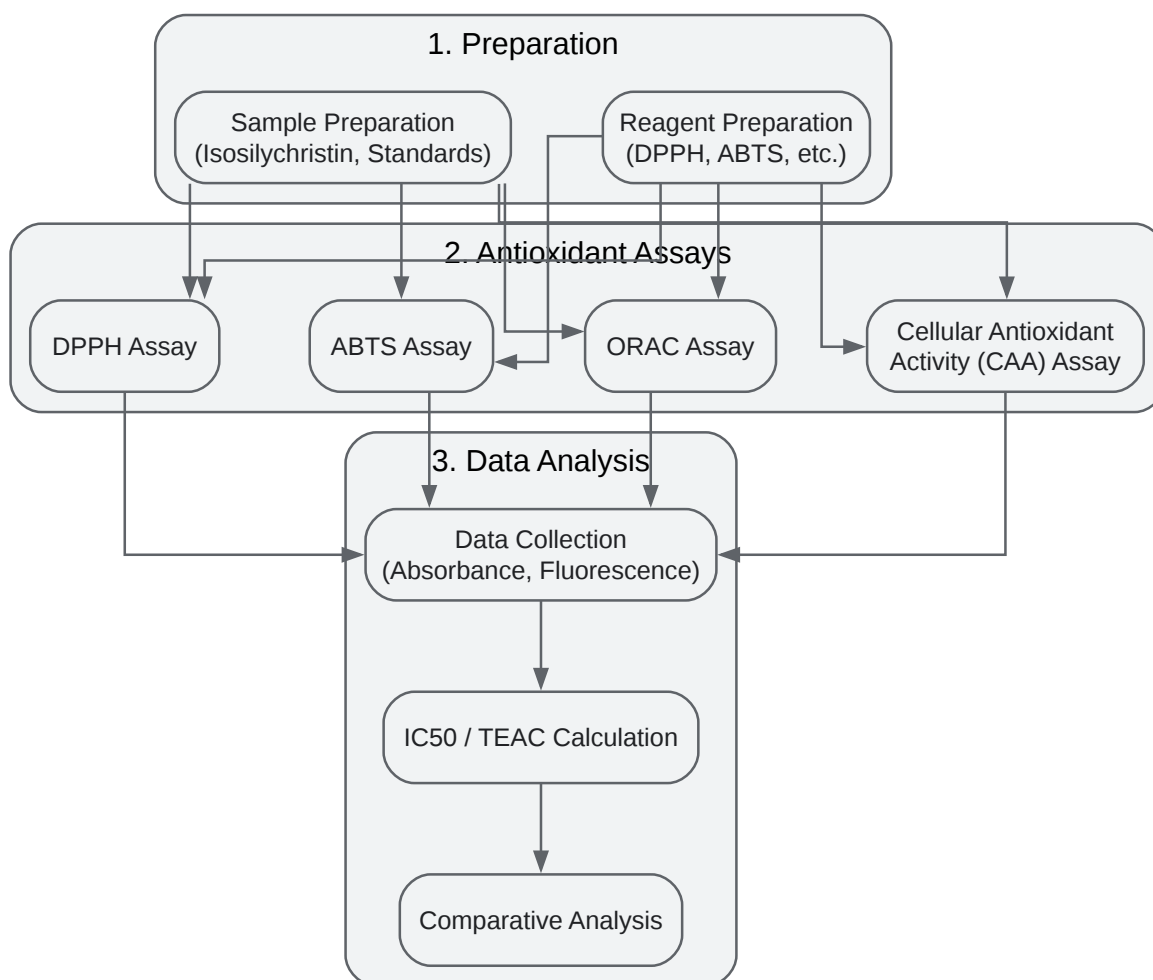 1. Preparation
Sample Preparation
(Isosilychristin, Standards)
Reagent Preparation
(DPPH, ABTS, etc.)
2. Antioxidant Assays
DPPH Assay
ABTS Assay
ORAC Assay
Cellular Antioxidant
Activity (CAA) Assay
3. Data Analysis
Data Collection
(Absorbance, Fluorescence)
IC50 / TEAC Calculation
Comparative Analysis